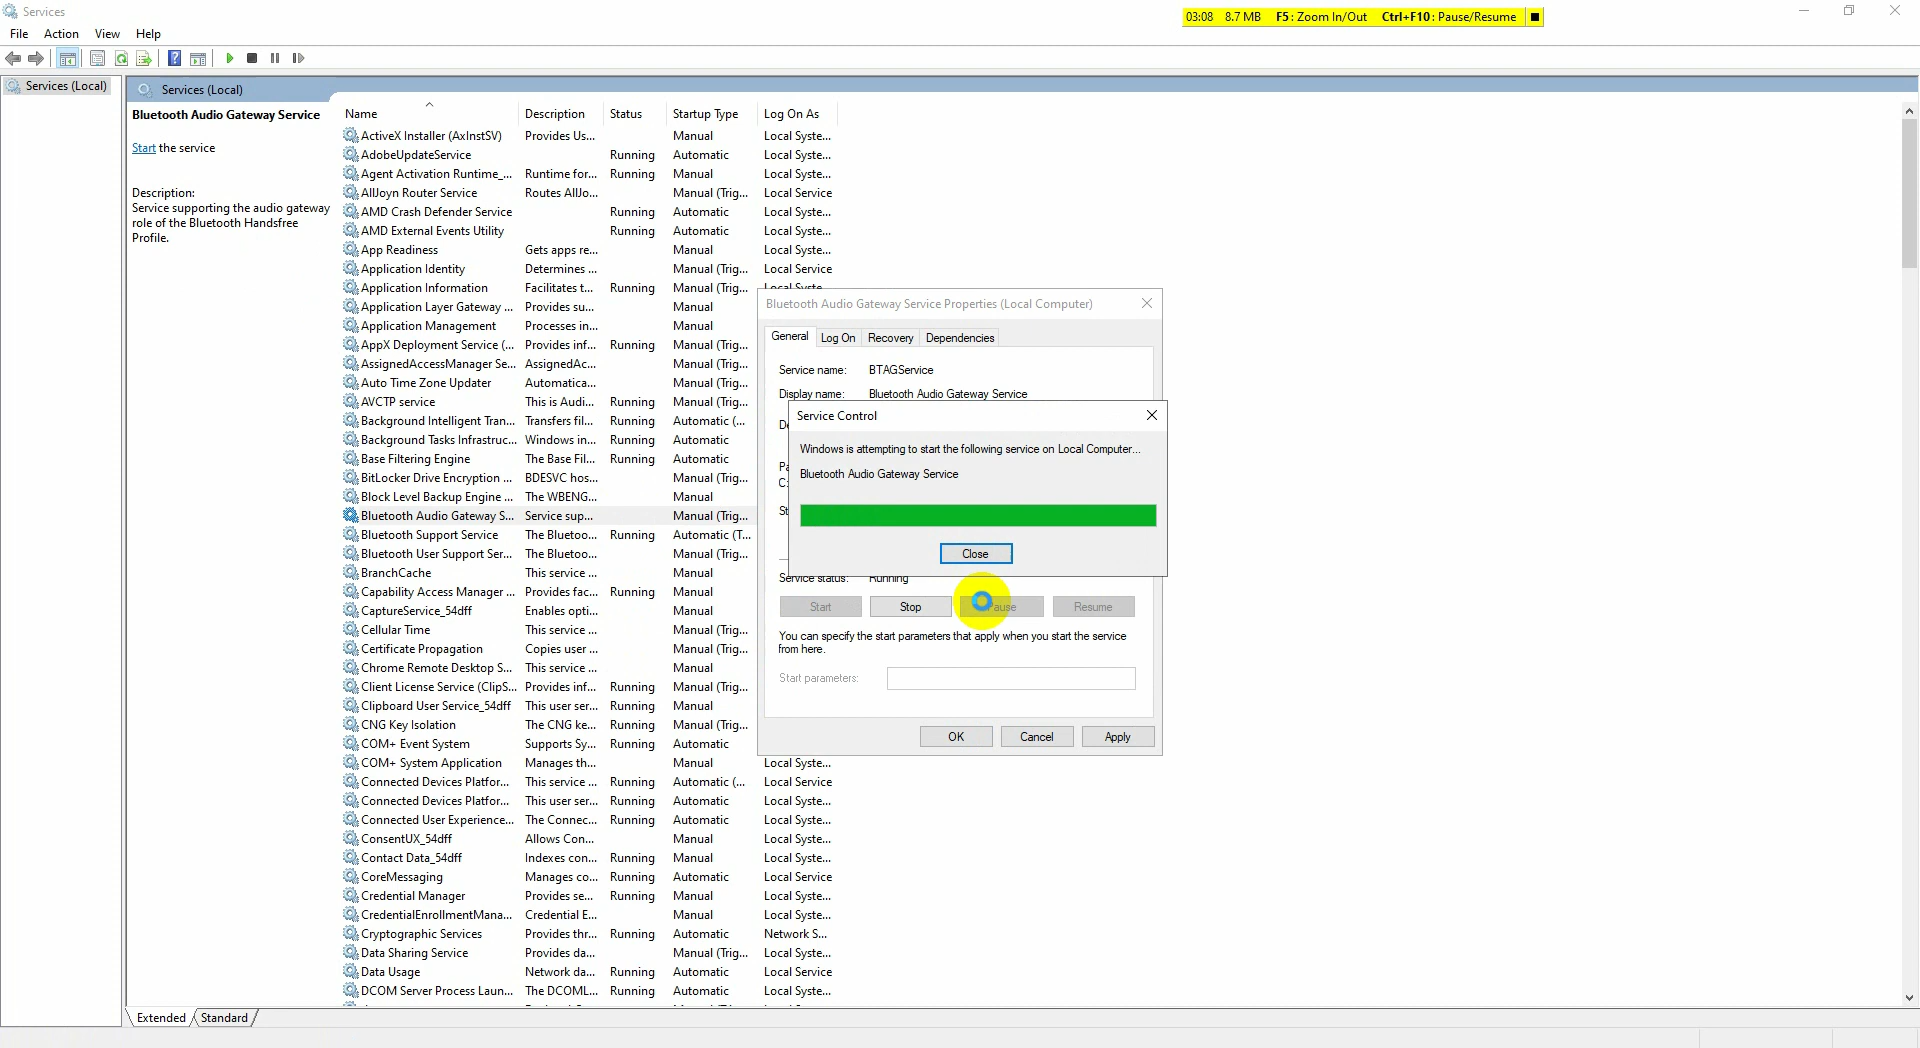 Services
03:08 8.7 MB F5: Zoom In/Out Ctrl+F10: Pause/Resume
File Action View Help
Services (Local)
Services (Local)
Bluetooth Audio Gateway Service
Start the service
Description:
Service supporting the audio gateway
role of the Bluetooth Handsfree
Profile.
Name Description Status Startup Type Log On As
ActiveX Installer (AxInstSV) Provides Us... Manual Local Syste...
AdobeUpdateService Running Automatic Local Syste...
Agent Activation Runtime_... Runtime for... Running Manual Local Syste...
AllJoyn Router Service Routes AllJo... Manual (Trig... Local Service
AMD Crash Defender Service Running Automatic Local Syste...
AMD External Events Utility Running Automatic Local Syste...
App Readiness Gets apps re... Manual Local Syste...
Application Identity Determines ... Manual (Trig... Local Service
Application Information Facilitates t... Running Manual (Trig... Local Syste...
Application Layer Gateway ... Provides su... Manual
Application Management Processes in... Manual
AppX Deployment Service (... Provides inf... Running Manual (Trig...
AssignedAccessManager Se... AssignedAc... Manual (Trig...
Auto Time Zone Updater Automatica... Manual (Trig...
AVCTP service This is Audi... Running Manual (Trig...
Background Intelligent Tran... Transfers fil... Running Automatic (...
Background Tasks Infrastruc... Windows in... Running Automatic
Base Filtering Engine The Base Fil... Running Automatic
BitLocker Drive Encryption ... BDESVC hos... Manual (Trig...
Block Level Backup Engine ... The WBENG... Manual
Bluetooth Audio Gateway S... Service sup... Manual (Trig...
Bluetooth Support Service The Bluetoo... Running Automatic (T...
Bluetooth User Support Ser... The Bluetoo... Manual (Trig...
BranchCache This service ... Manual
Capability Access Manager ... Provides fac... Running Manual
CaptureService_54dff Enables opti... Manual
Cellular Time This service ... Manual (Trig...
Certificate Propagation Copies user ... Manual (Trig...
Chrome Remote Desktop S... This service ... Manual
Client License Service (ClipS... Provides inf... Running Manual (Trig...
Clipboard User Service_54dff This user ser... Running Manual
CNG Key Isolation The CNG ke... Running Manual (Trig...
COM+ Event System Supports Sy... Running Automatic
COM+ System Application Manages th... Manual Local Syste...
Connected Devices Platfor... This service ... Running Automatic (... Local Service
Connected Devices Platfor... This user ser... Running Automatic Local Syste...
Connected User Experience... The Connec... Running Automatic Local Syste...
ConsentUX_54dff Allows Con... Manual Local Syste...
Contact Data_54dff Indexes con... Running Manual Local Syste...
CoreMessaging Manages co... Running Automatic Local Service
Credential Manager Provides se... Running Manual Local Syste...
CredentialEnrollmentMana... Credential E... Manual Local Syste...
Cryptographic Services Provides thr... Running Automatic Network S...
Data Sharing Service Provides da... Manual (Trig... Local Syste...
Data Usage Network da... Running Automatic Local Service
DCOM Server Process Laun... The DCOML... Running Automatic Local Syste...
Bluetooth Audio Gateway Service Properties (Local Computer)
General Log On Recovery Dependencies
Service name: BTAGService
Display name: Bluetooth Audio Gateway Service
Service Control
Windows is attempting to start the following service on Local Computer...
Bluetooth Audio Gateway Service
Close
Service status: Running
Start Stop Pause Resume
You can specify the start parameters that apply when you start the service
from here.
Start parameters:
OK Cancel Apply
Extended Standard